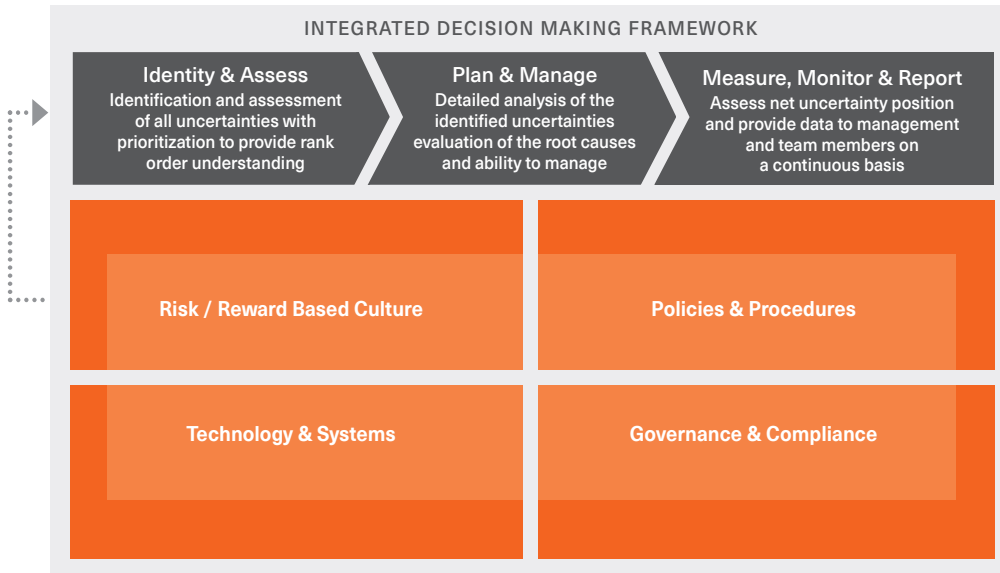 INTEGRATED DECISION MAKING FRAMEWORK
Identity & Assess
Identification and assessment
of all uncertainties with
prioritization to provide rank
order understanding
Plan & Manage
Detailed analysis of the
identified uncertainties
evaluation of the root causes
and ability to manage
Measure, Monitor & Report
Assess net uncertainty position
and provide data to management
and team members on
a continuous basis
Risk / Reward Based Culture
Policies & Procedures
Technology & Systems
Governance & Compliance